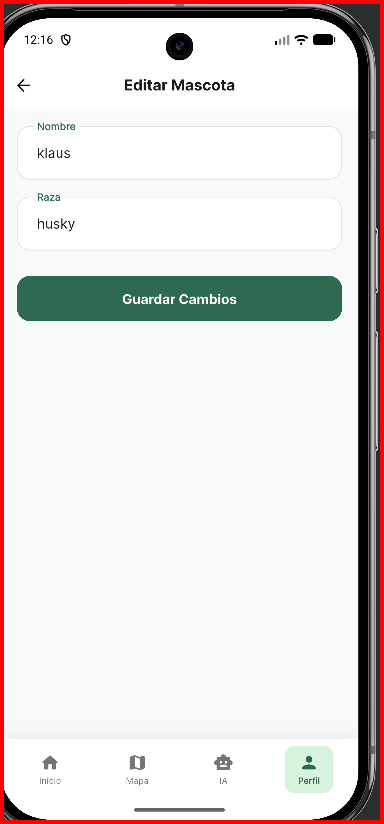 12:16
Editar Mascota
Nombre
klaus
Raza
husky
Guardar Cambios
Inicio
Mapa
IA
Perfil